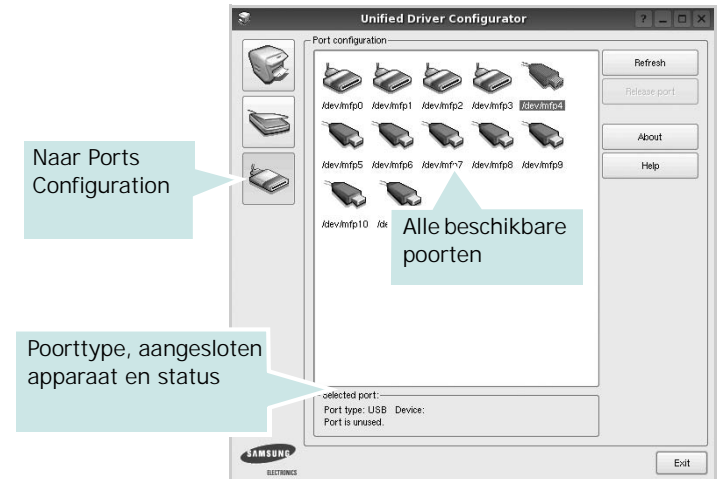 Unified Driver Configurator
Port configuration
/dev/mfp0 /dev/mfp1 /dev/mfp2 /dev/mfp3 /dev/mfp4
/dev/mfp5 /dev/mfp6 /dev/mfp7 /dev/mfp8 /dev/mfp9
/dev/mfp10
Refresh
Release port
About
Help
Naar Ports
Configuration
Alle beschikbare
poorten
Poorttype, aangesloten
apparaat en status
Selected port:
Port type: USB Device:
Port is unused.
SAMSUNG
ELECTRONICS
Exit